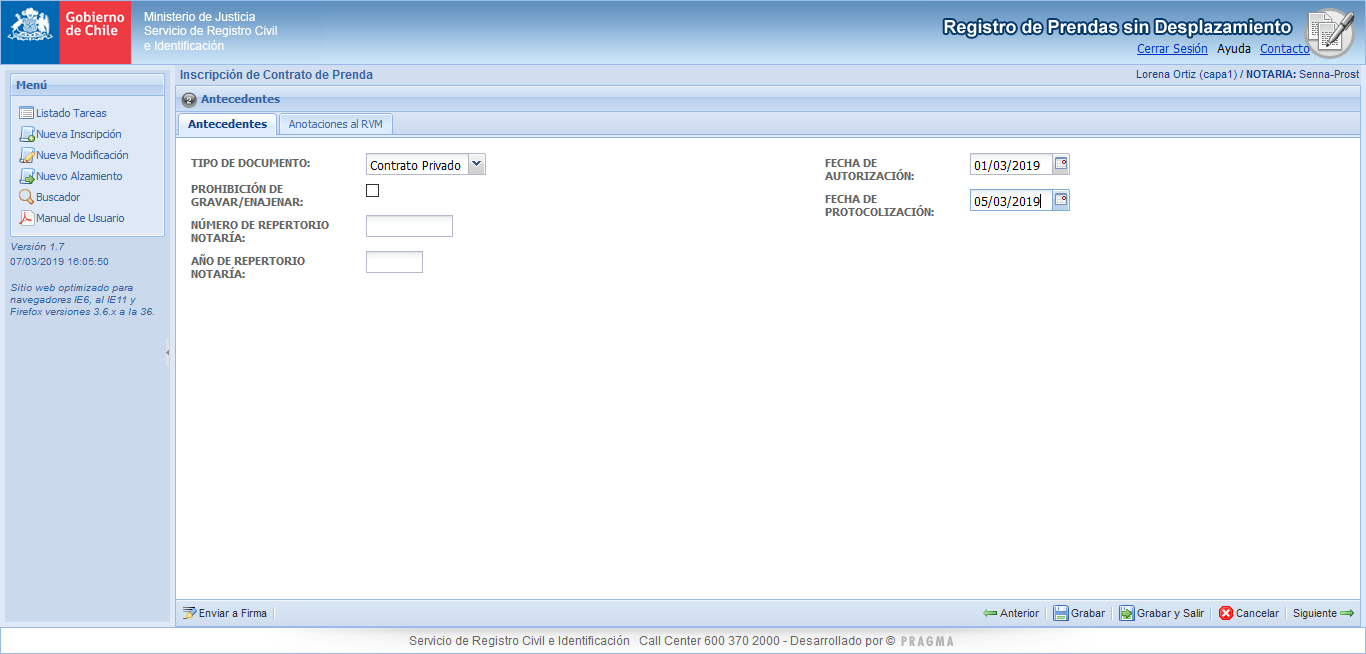 Gobierno
de Chile
Ministerio de Justicia
Servicio de Registro Civil
e Identificación
Registro de Prendas sin Desplazamiento
Cerrar Sesión Ayuda Contacto
Menú
Listado Tareas
Nueva Inscripción
Nueva Modificación
Nuevo Alzamiento
Buscador
Manual de Usuario
Versión 1.7
07/03/2019 16:05:50
Sitio web optimizado para
navegadores IE6, al IE11 y
Firefox versiones 3.6.x a la 36.
Inscripción de Contrato de Prenda
Lorena Ortiz (capa1) / NOTARIA: Senna-Prost
2 Antecedentes
Antecedentes Anotaciones al RVM
TIPO DE DOCUMENTO: Contrato Privado
PROHIBICIÓN DE
GRAVAR/ENAJENAR:
NÚMERO DE REPERTORIO
NOTARÍA:
AÑO DE REPERTORIO
NOTARÍA:
FECHA DE
AUTORIZACIÓN: 01/03/2019
FECHA DE
PROTOCOLIZACIÓN: 05/03/2019
Enviar a Firma Anterior Grabar Grabar y Salir Cancelar Siguiente
Servicio de Registro Civil e Identificación Call Center 600 370 2000 - Desarrollado por © PRAGMA